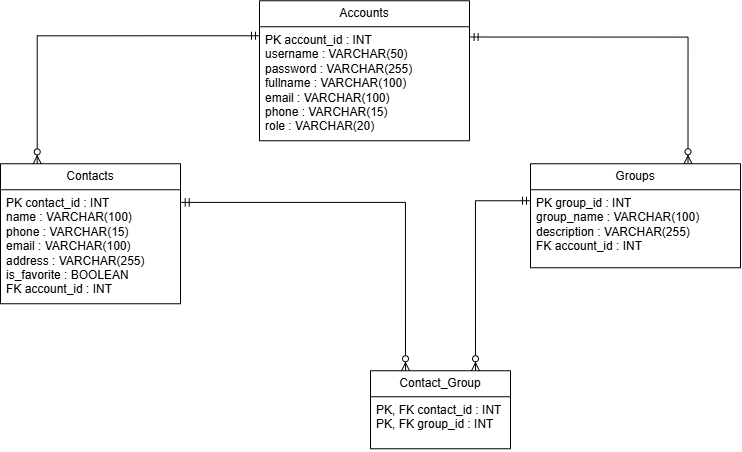 Accounts
PK account_id : INT
username : VARCHAR(50)
password : VARCHAR(255)
fullname : VARCHAR(100)
email : VARCHAR(100)
phone : VARCHAR(15)
role : VARCHAR(20)
Contacts
PK contact_id : INT
name : VARCHAR(100)
phone : VARCHAR(15)
email : VARCHAR(100)
address : VARCHAR(255)
is_favorite : BOOLEAN
FK account_id : INT
Groups
PK group_id : INT
group_name : VARCHAR(100)
description : VARCHAR(255)
FK account_id : INT
Contact_Group
PK, FK contact_id : INT
PK, FK group_id : INT